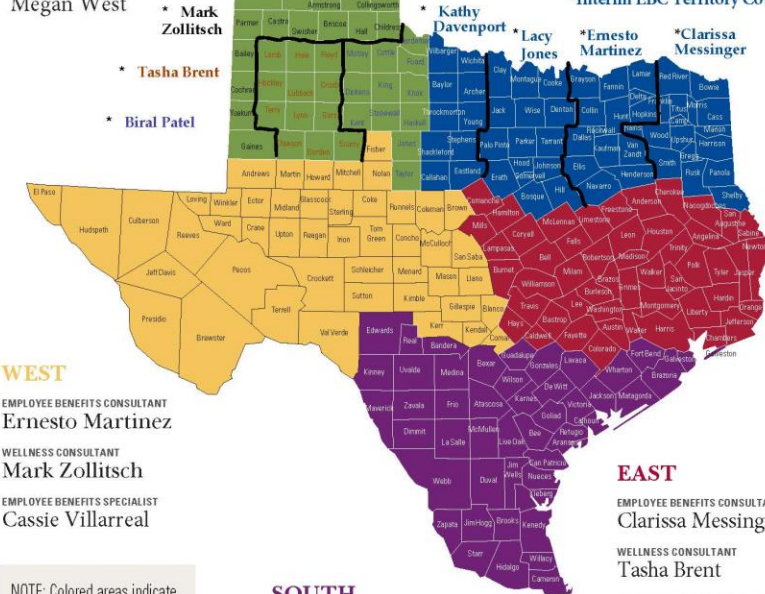 Megan West
* Mark
Zollitsch
* Tasha Brent
* Biral Patel
*
Kathy
Davenport
*Lacy
Jones
*Ernesto
Martinez
*Clarissa
Messinger
Armstrong Collingsworth
Parmer Castro Swisher Briscoe Hall Childress
Bailey Lamb Hale Floyd Motley Cottle Foard Wilbarger Wichita Clay Montague Cooke Grayson Fannin Lamar Red River Bowie
Cochran Hockley Lubbock Crosby Dickens King Knox Baylor Archer Jack Wise Denton Collin Hunt Delta Hopkins Franklin Titus Morris Cass
Yoakum Terry Lynn Garza Kent Stonewall Haskell Throckmorton Young Palo Pinto Parker Tarrant Dallas Rockwall Kaufman Rains Van Zandt Wood Upshur Marion Harrison
Gaines Dawson Borden Scurry Fisher Jones Shackleford Stephens Eastland Erath Hood Johnson Ellis Henderson Smith Gregg Rusk Panola
Andrews Martin Howard Mitchell Nolan Taylor Callahan Comanche Bosque Hill Navarro Anderson Cherokee Nacogdoches Shelby
El Paso Hudspeth Culberson Reeves Loving Winkler Ector Midland Glasscock Sterling Coke Runnels Coleman Brown Mills Hamilton McLennan Limestone Freestone Leon Houston Angelina San Augustine Sabine Newton
Ward Crane Upton Reagan Irion Tom Green Concho McCulloch San Saba Lampasas Coryell Bell Falls Robertson Madison Walker Trinity Polk Tyler Jasper
Jeff Davis Pecos Crockett Schleicher Menard Mason Llano Burnet Williamson Milam Brazos Burleson Grimes San Jacinto Hardin Orange
Presidio Brewster Terrell Val Verde Sutton Kimble Gillespie Blanco Travis Lee Washington Montgomery Liberty Jefferson
Kerr Kendall Comal Hays Caldwell Bastrop Fayette Austin Waller Harris Chambers
Edwards Real Bandera Bexar Guadalupe Gonzales Lavaca Colorado Wharton Fort Bend Brazoria Galveston Galveston
Kinney Uvalde Medina Wilson De Witt Karnes Victoria Jackson Matagorda
Maverick Zavala Frio Atascosa Goliad Calhoun
Dimmit La Salle McMullen Live Oak Bee Refugio Aransas
Webb Duval Jim Wells San Patricio Nueces Kleberg
Zapata Jim Hogg Brooks Kenedy
Starr Hidalgo Willacy Cameron
WEST
EMPLOYEE BENEFITS CONSULTANT
Ernesto Martinez
WELLNESS CONSULTANT
Mark Zollitsch
EMPLOYEE BENEFITS SPECIALIST
Cassie Villarreal
EAST
EMPLOYEE BENEFITS CONSULTA
Clarissa Messing
WELLNESS CONSULTANT
Tasha Brent
NOTE: Colored areas indicate
SOUTH